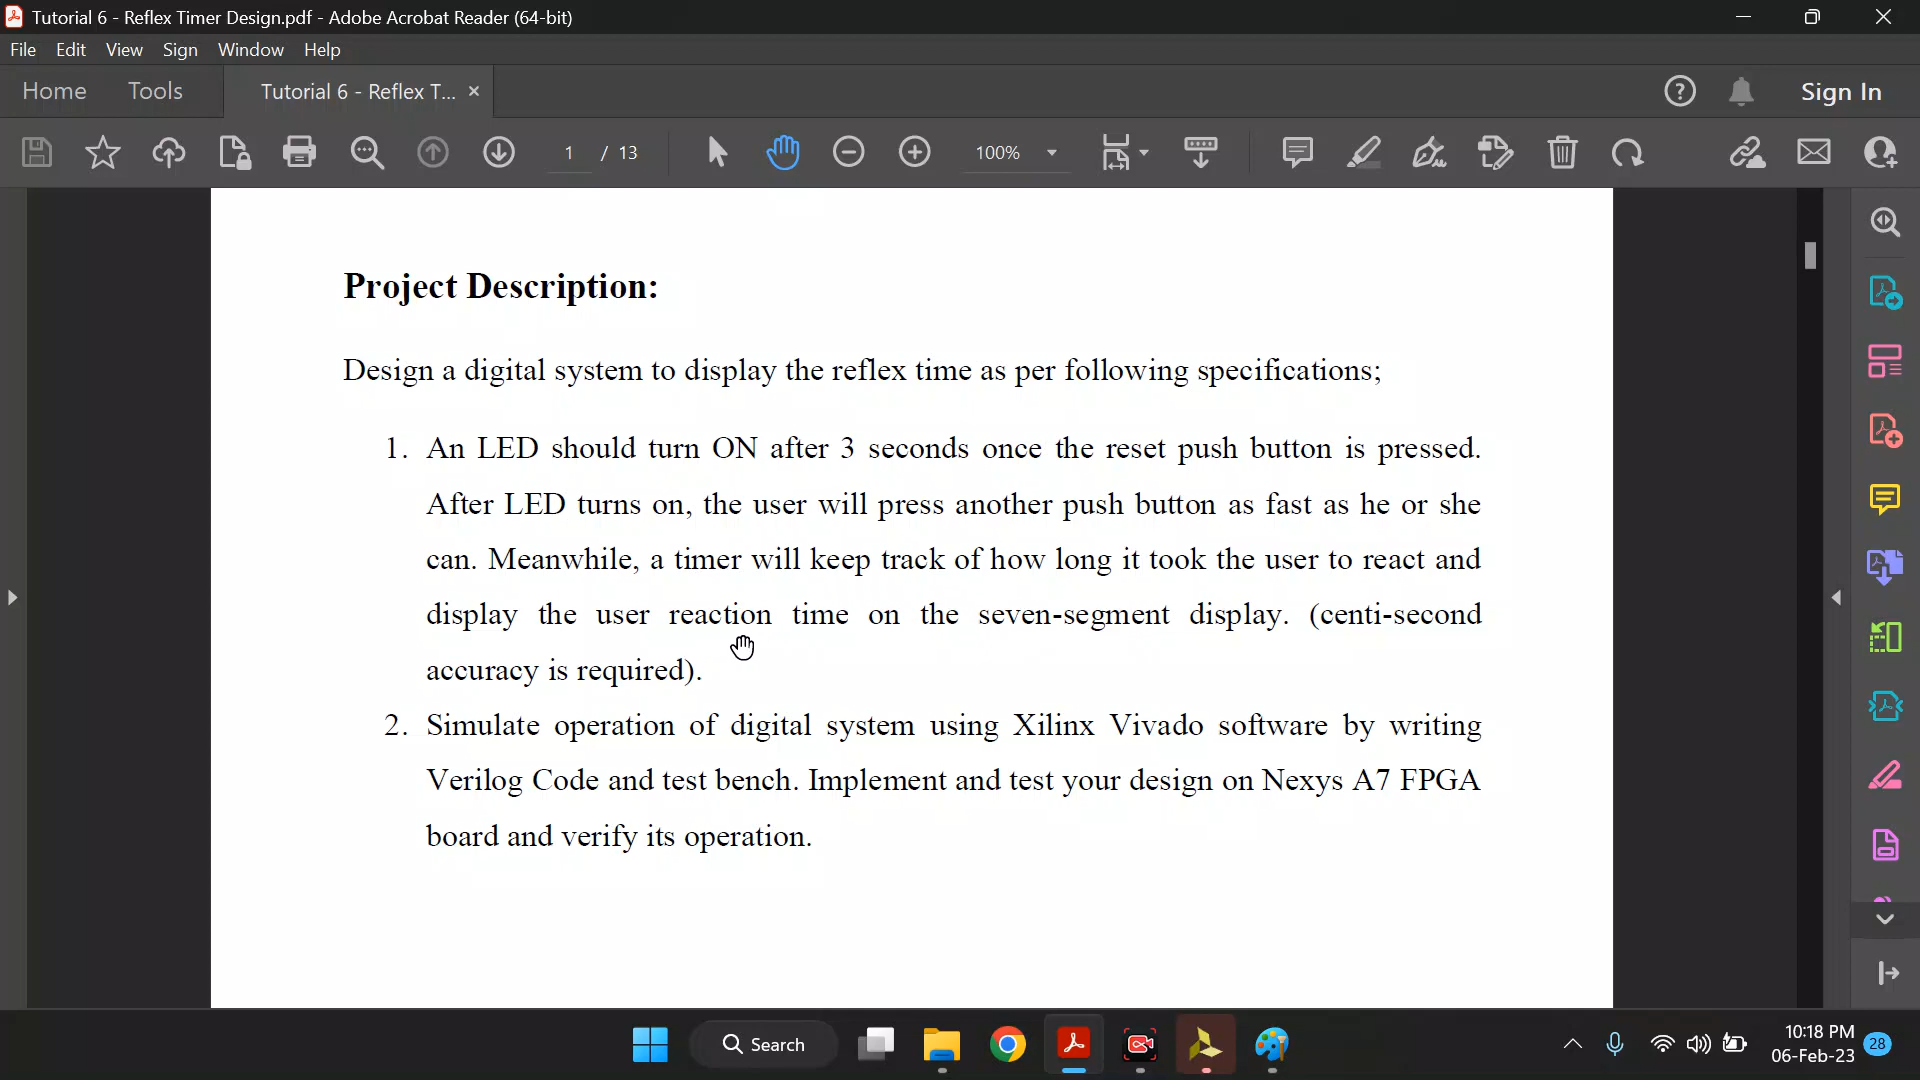 Tutorial 6 - Reflex Timer Design.pdf - Adobe Acrobat Reader (64-bit)
File Edit View Sign Window Help
Home Tools Tutorial 6 - Reflex T... × Sign In
1 / 13 100%
Project Description:
Design a digital system to display the reflex time as per following specifications;
1. An LED should turn ON after 3 seconds once the reset push button is pressed.
After LED turns on, the user will press another push button as fast as he or she
can. Meanwhile, a timer will keep track of how long it took the user to react and
display the user reaction time on the seven-segment display. (centi-second
accuracy is required).
2. Simulate operation of digital system using Xilinx Vivado software by writing
Verilog Code and test bench. Implement and test your design on Nexys A7 FPGA
board and verify its operation.
Search
10:18 PM
06-Feb-23 28